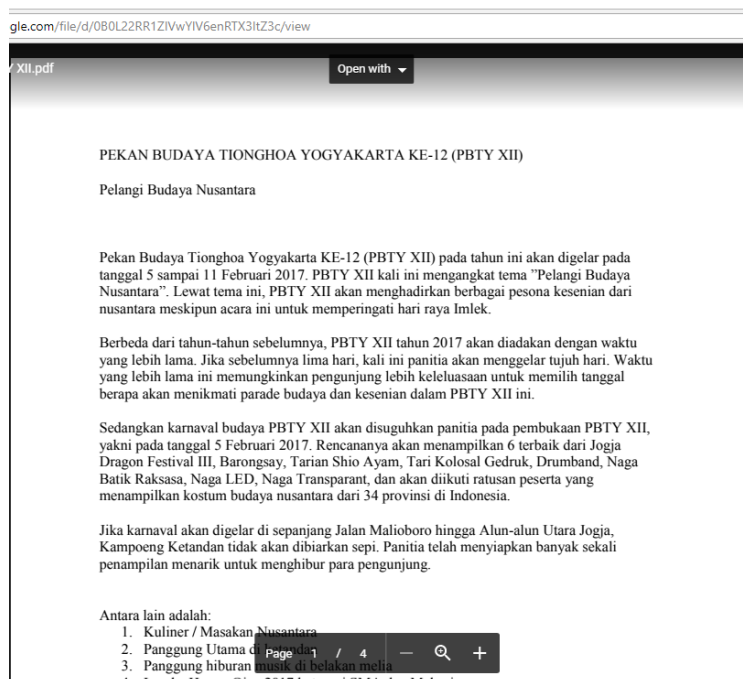 gle.com/file/d/0B0L22RR1ZIVwYlV6enRTX3ltZ3c/view
XII.pdf
Open with
PEKAN BUDAYA TIONGHOA YOGYAKARTA KE-12 (PBTY XII)
Pelangi Budaya Nusantara
Pekan Budaya Tionghoa Yogyakarta KE-12 (PBTY XII) pada tahun ini akan digelar pada
tanggal 5 sampai 11 Februari 2017. PBTY XII kali ini mengangkat tema ”Pelangi Budaya
Nusantara”. Lewat tema ini, PBTY XII akan menghadirkan berbagai pesona kesenian dari
nusantara meskipun acara ini untuk memperingati hari raya Imlek.
Berbeda dari tahun-tahun sebelumnya, PBTY XII tahun 2017 akan diadakan dengan waktu
yang lebih lama. Jika sebelumnya lima hari, kali ini panitia akan menggelar tujuh hari. Waktu
yang lebih lama ini memungkinkan pengunjung lebih keleluasaan untuk memilih tanggal
berapa akan menikmati parade budaya dan kesenian dalam PBTY XII ini.
Sedangkan karnaval budaya PBTY XII akan disuguhkan panitia pada pembukaan PBTY XII,
yakni pada tanggal 5 Februari 2017. Rencananya akan menampilkan 6 terbaik dari Jogja
Dragon Festival III, Barongsay, Tarian Shio Ayam, Tari Kolosal Gedruk, Drumband, Naga
Batik Raksasa, Naga LED, Naga Transparant, dan akan diikuti ratusan peserta yang
menampilkan kostum budaya nusantara dari 34 provinsi di Indonesia.
Jika karnaval akan digelar di sepanjang Jalan Malioboro hingga Alun-alun Utara Jogja,
Kampoeng Ketandan tidak akan dibiarkan sepi. Panitia telah menyiapkan banyak sekali
penampilan menarik untuk menghibur para pengunjung.
Antara lain adalah:
1. Kuliner / Masakan Nusantara
2. Panggung Utama di ketandan
3. Panggung hiburan musik di belakan melia
Page 1 / 4